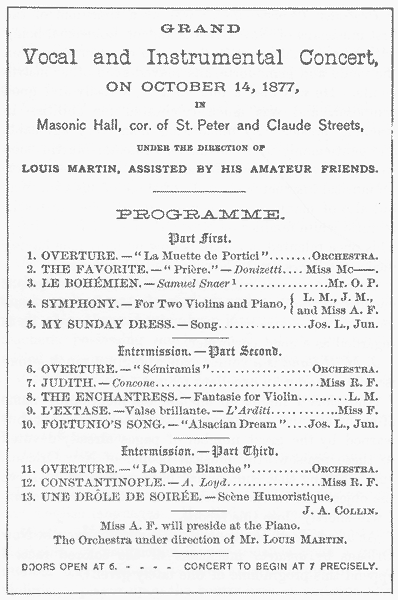 GRAND
Vocal and Instrumental Concert,
ON OCTOBER 14, 1877,
IN
Masonic Hall, cor. of St. Peter and Claude Streets,
UNDER THE DIRECTION OF
LOUIS MARTIN, ASSISTED BY HIS AMATEUR FRIENDS.
PROGRAMME.
Part First.
1. OVERTURE.—“La Muette de Portici”.......ORCHESTRA.
2. THE FAVORITE.—“Prière.”—Donizetti.... Miss Mc——.
3. LE BOHÉMIEN.—Samuel Snaer¹..............Mr. O. P.
4. SYMPHONY.—For Two Violins and Piano, { L. M., J. M., and Miss A. F.
5. MY SUNDAY DRESS.—Song..............Jos. L., Jun.
Intermission.—Part Second.
6. OVERTURE.—“Sémiramis”................ORCHESTRA.
7. JUDITH.—Concone.........................Miss R. F.
8. THE ENCHANTRESS.—Fantasie for Violin........L. M.
9. L'EXTASE.—Valse brillante.—L'Arditi............Miss F.
10. FORTUNIO'S SONG.—“Alsacian Dream”....Jos. L., Jun.
Intermission.—Part Third.
11. OVERTURE.—“La Dame Blanche”..........ORCHESTRA.
12. CONSTANTINOPLE.—A. Loyd...............Miss R. F.
13. UNE DRÔLE DE SOIRÉE.—Scène Humoristique,
J. A. COLLIN.
Miss A. F. will preside at the Piano.
The Orchestra under direction of Mr. LOUIS MARTIN.
DOORS OPEN AT 6. - - - - CONCERT TO BEGIN AT 7 PRECISELY.